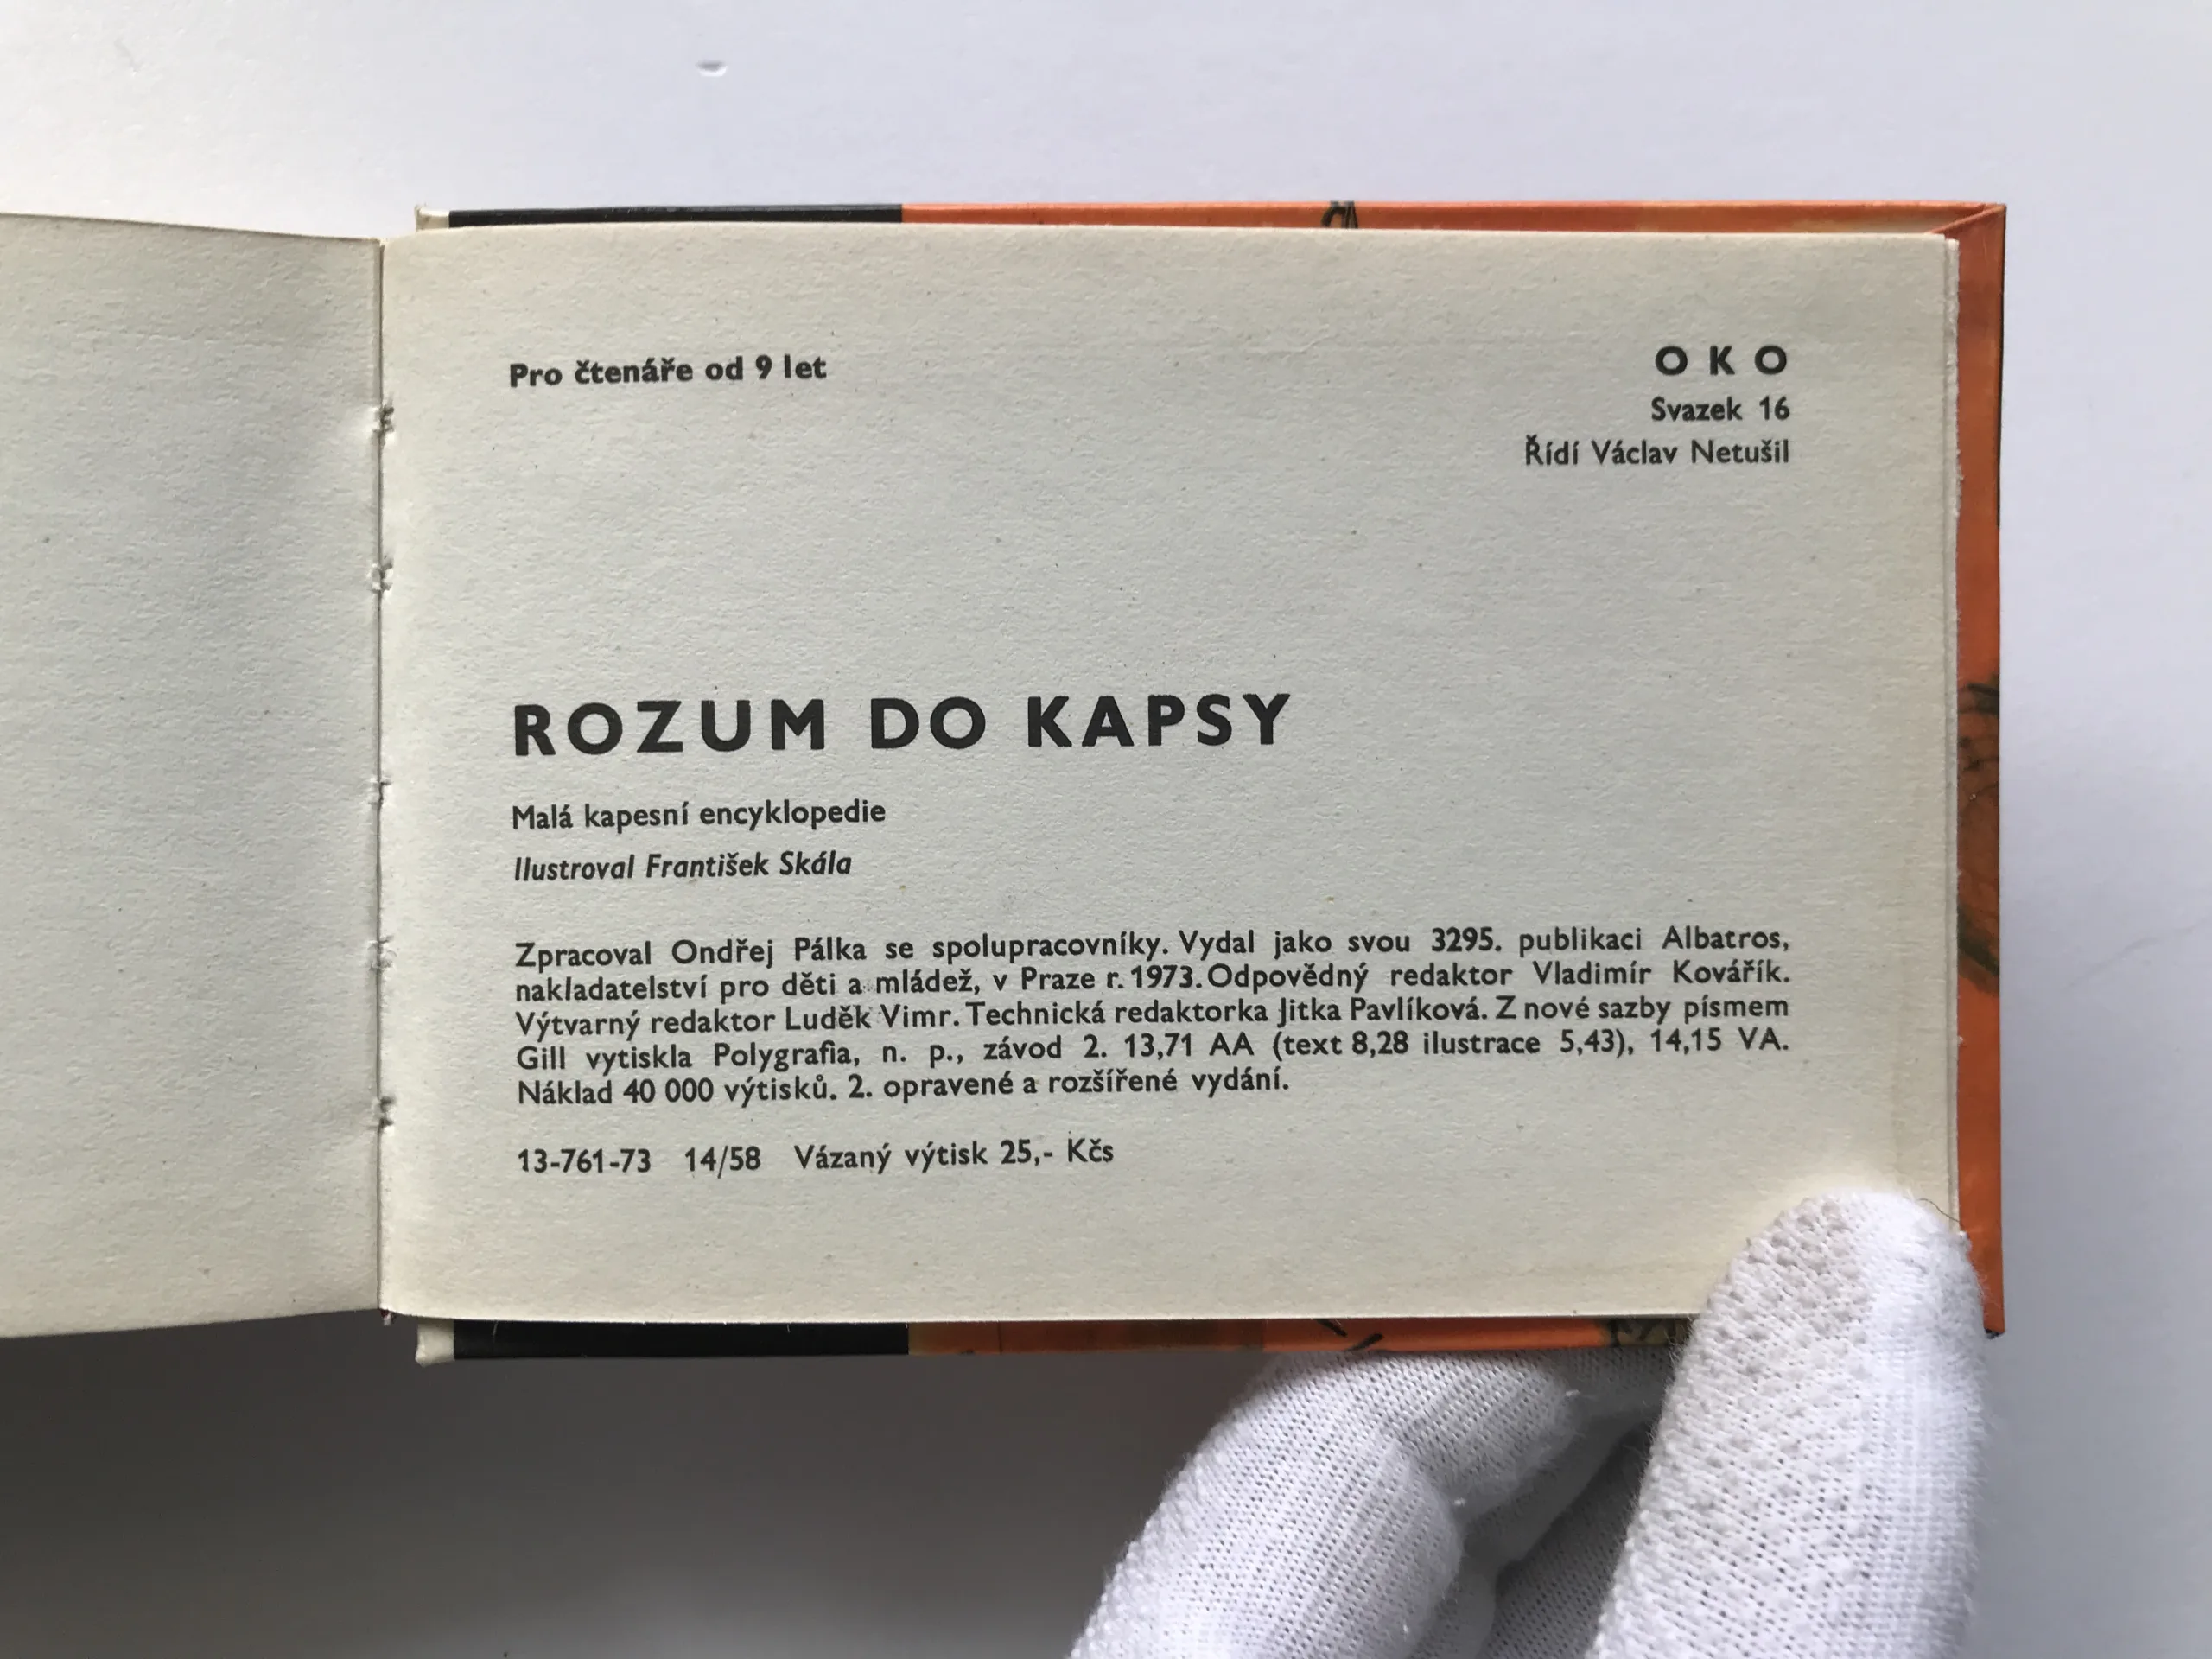 Pro čtenáře od 9 let
O K O
Svazek 16
Řídí Václav Netušil
ROZUM DO KAPSY
Malá kapesní encyklopedie
Ilustroval František Skála
Zpracoval Ondřej Pálka se spolupracovníky. Vydal jako svou 3295. publikaci Albatros,
nakladatelství pro děti a mládež, v Praze r. 1973. Odpovědný redaktor Vladimír Kovářík.
Výtvarný redaktor Luděk Vimr. Technická redaktorka Jitka Pavlíková. Z nové sazby písmem
Gill vytiskla Polygrafia, n. p., závod 2. 13,71 AA (text 8,28 ilustrace 5,43), 14,15 VA.
Náklad 40 000 výtisků. 2. opravené a rozšířené vydání.
13-761-73 14/58 Vázaný výtisk 25,- Kčs